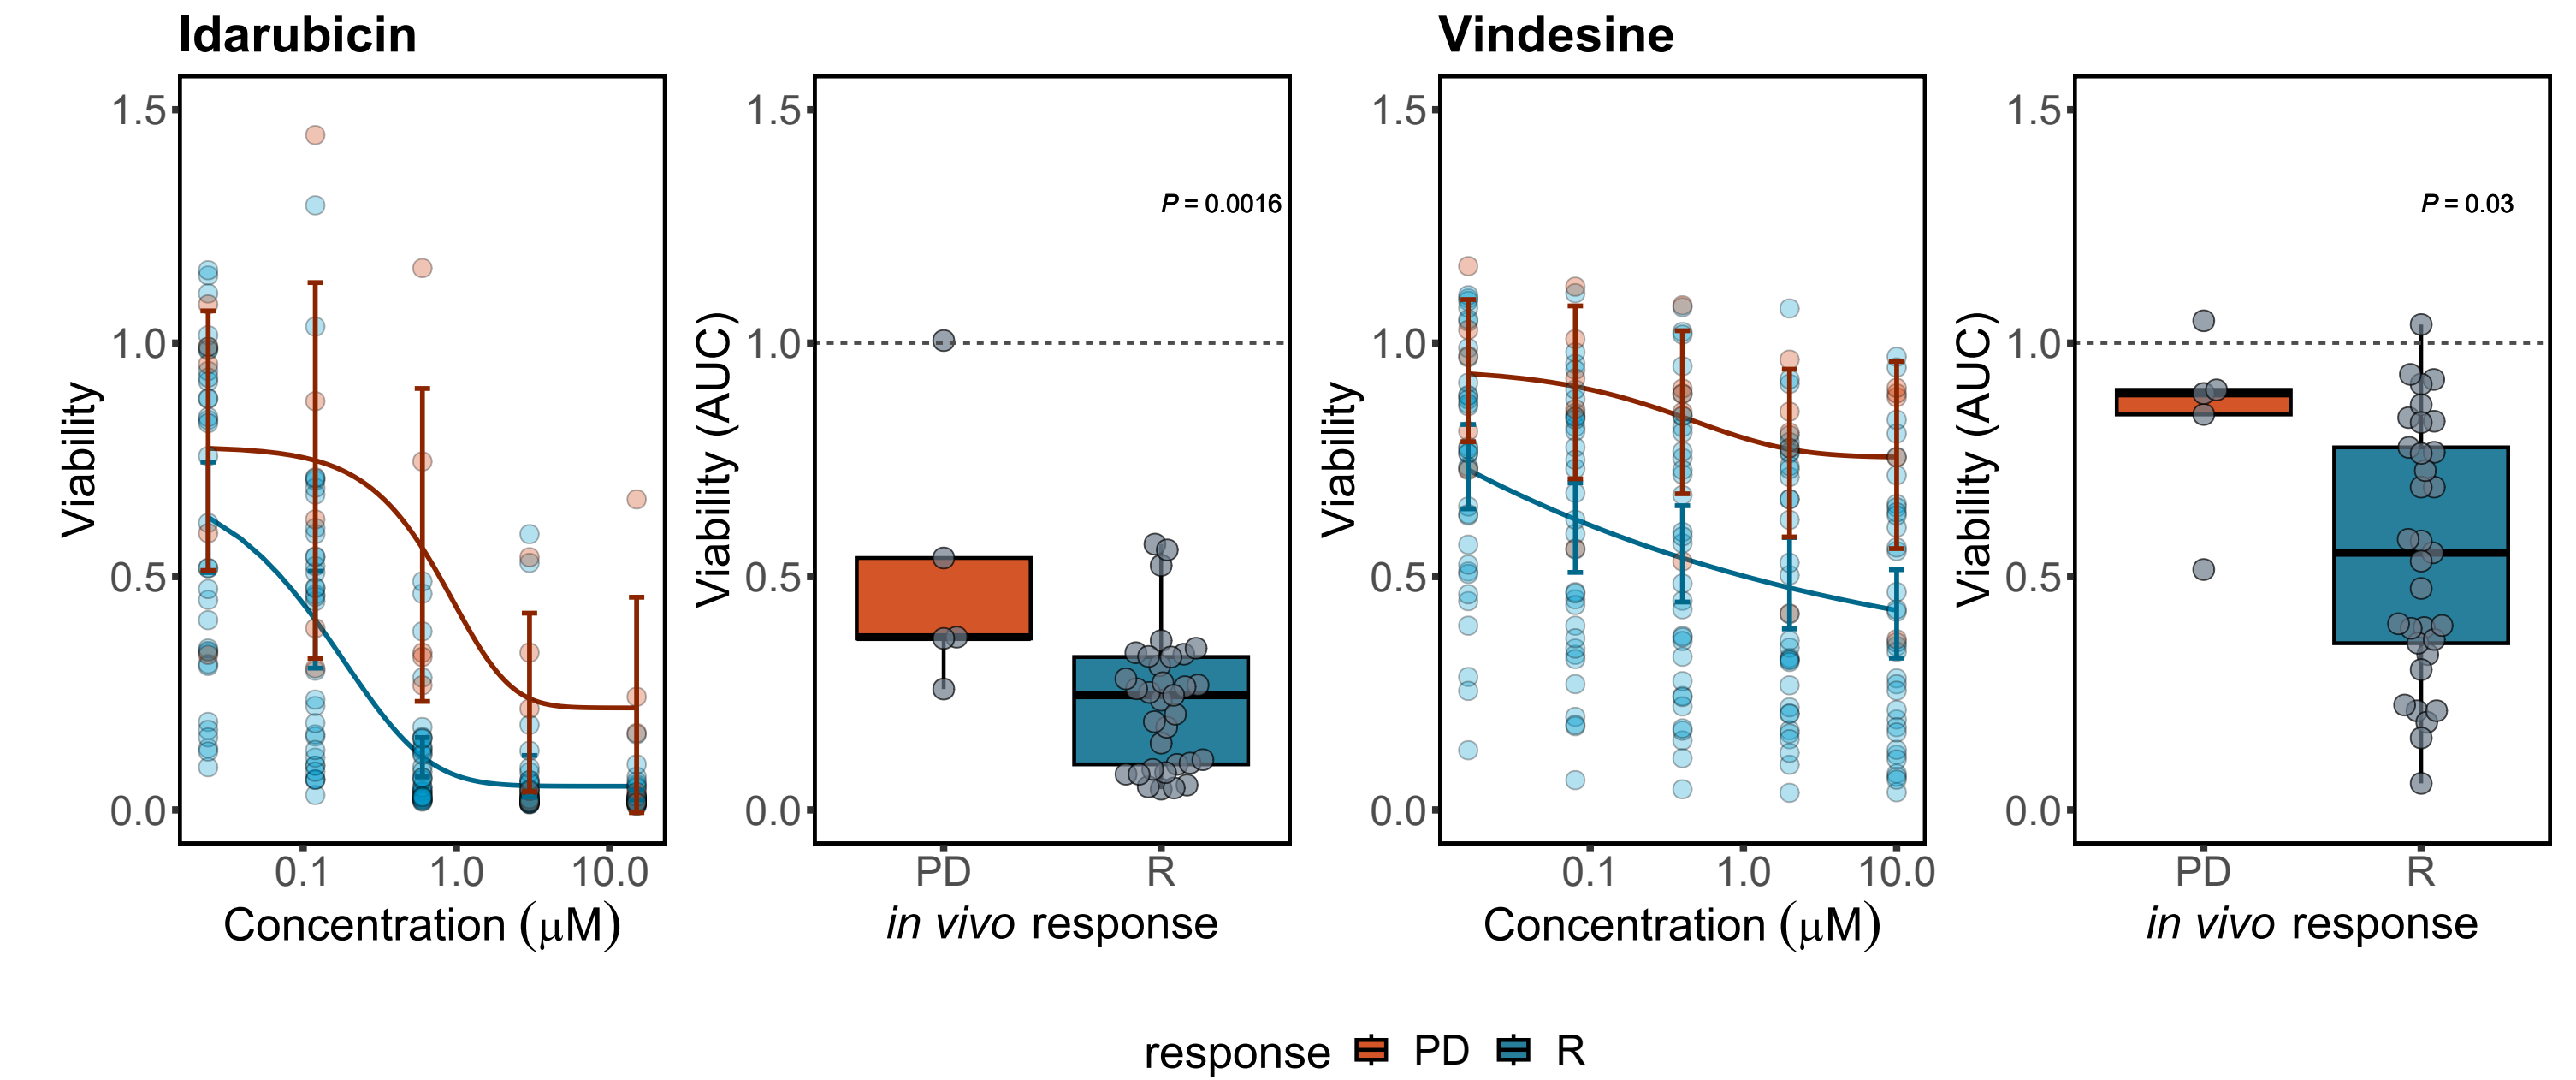 Idarubicin
Vindesine
Viability
1.5
1.0
0.5
0.0
0.1
1.0
10.0
Concentration (μM)
Viability (AUC)
1.5
1.0
0.5
0.0
P = 0.0016
PD
R
in vivo response
Viability
1.5
1.0
0.5
0.0
0.1
1.0
10.0
Concentration (μM)
Viability (AUC)
1.5
1.0
0.5
0.0
P = 0.03
PD
R
in vivo response
response PD R